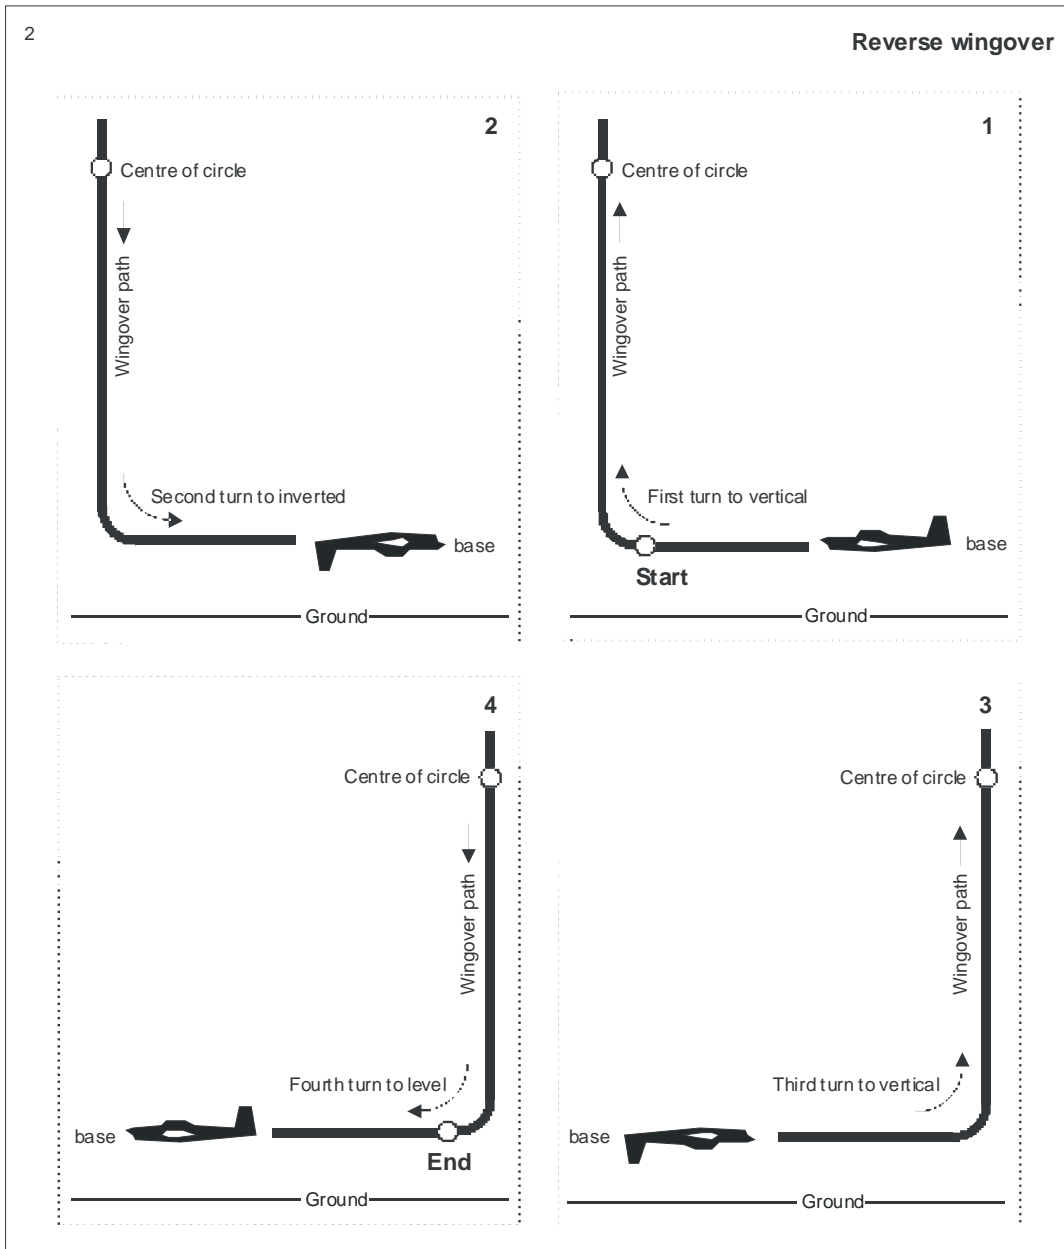 2
Reverse wingover
2
Centre of circle
Wingover path
Second turn to inverted
base
Ground
1
Centre of circle
Wingover path
First turn to vertical
base
Start
Ground
4
Centre of circle
Wingover path
Fourth turn to level
base
End
Ground
3
Centre of circle
Wingover path
Third turn to vertical
base
Ground